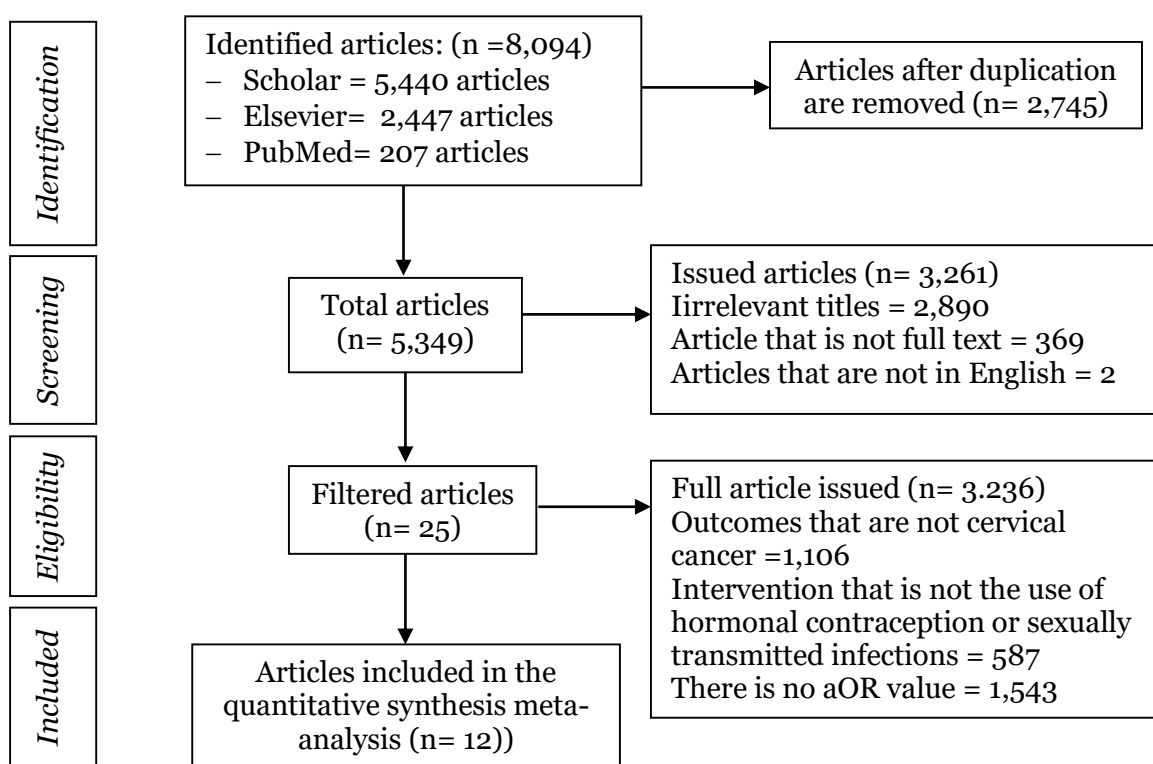 Identification
Identified articles: (n =8,094)
– Scholar = 5,440 articles
– Elsevier= 2,447 articles
– PubMed= 207 articles
Articles after duplication
are removed (n= 2,745)
Screening
Total articles
(n= 5,349)
Issued articles (n= 3,261)
Iirrelevant titles = 2,890
Article that is not full text = 369
Articles that are not in English = 2
Eligibility
Filtered articles
(n= 25)
Full article issued (n= 3.236)
Outcomes that are not cervical
cancer =1,106
Intervention that is not the use of
hormonal contraception or sexually
transmitted infections = 587
There is no aOR value = 1,543
Included
Articles included in the
quantitative synthesis meta-
analysis (n= 12))